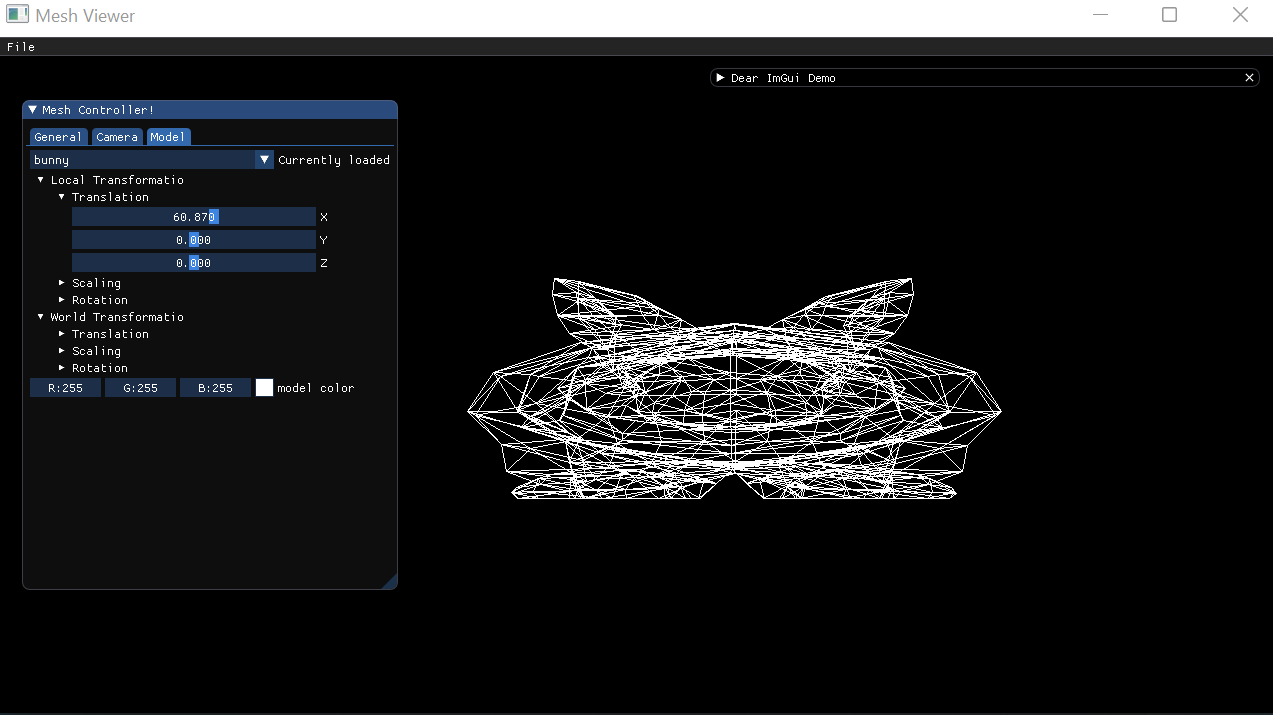 Mesh Viewer
File
Dear ImGui Demo
Mesh Controller!
General Camera Model
bunny Currently loaded
Local Transformatio
Translation
60.870 X
0.000 Y
0.000 Z
Scaling
Rotation
World Transformatio
Translation
Scaling
Rotation
R:255 G:255 B:255 model color